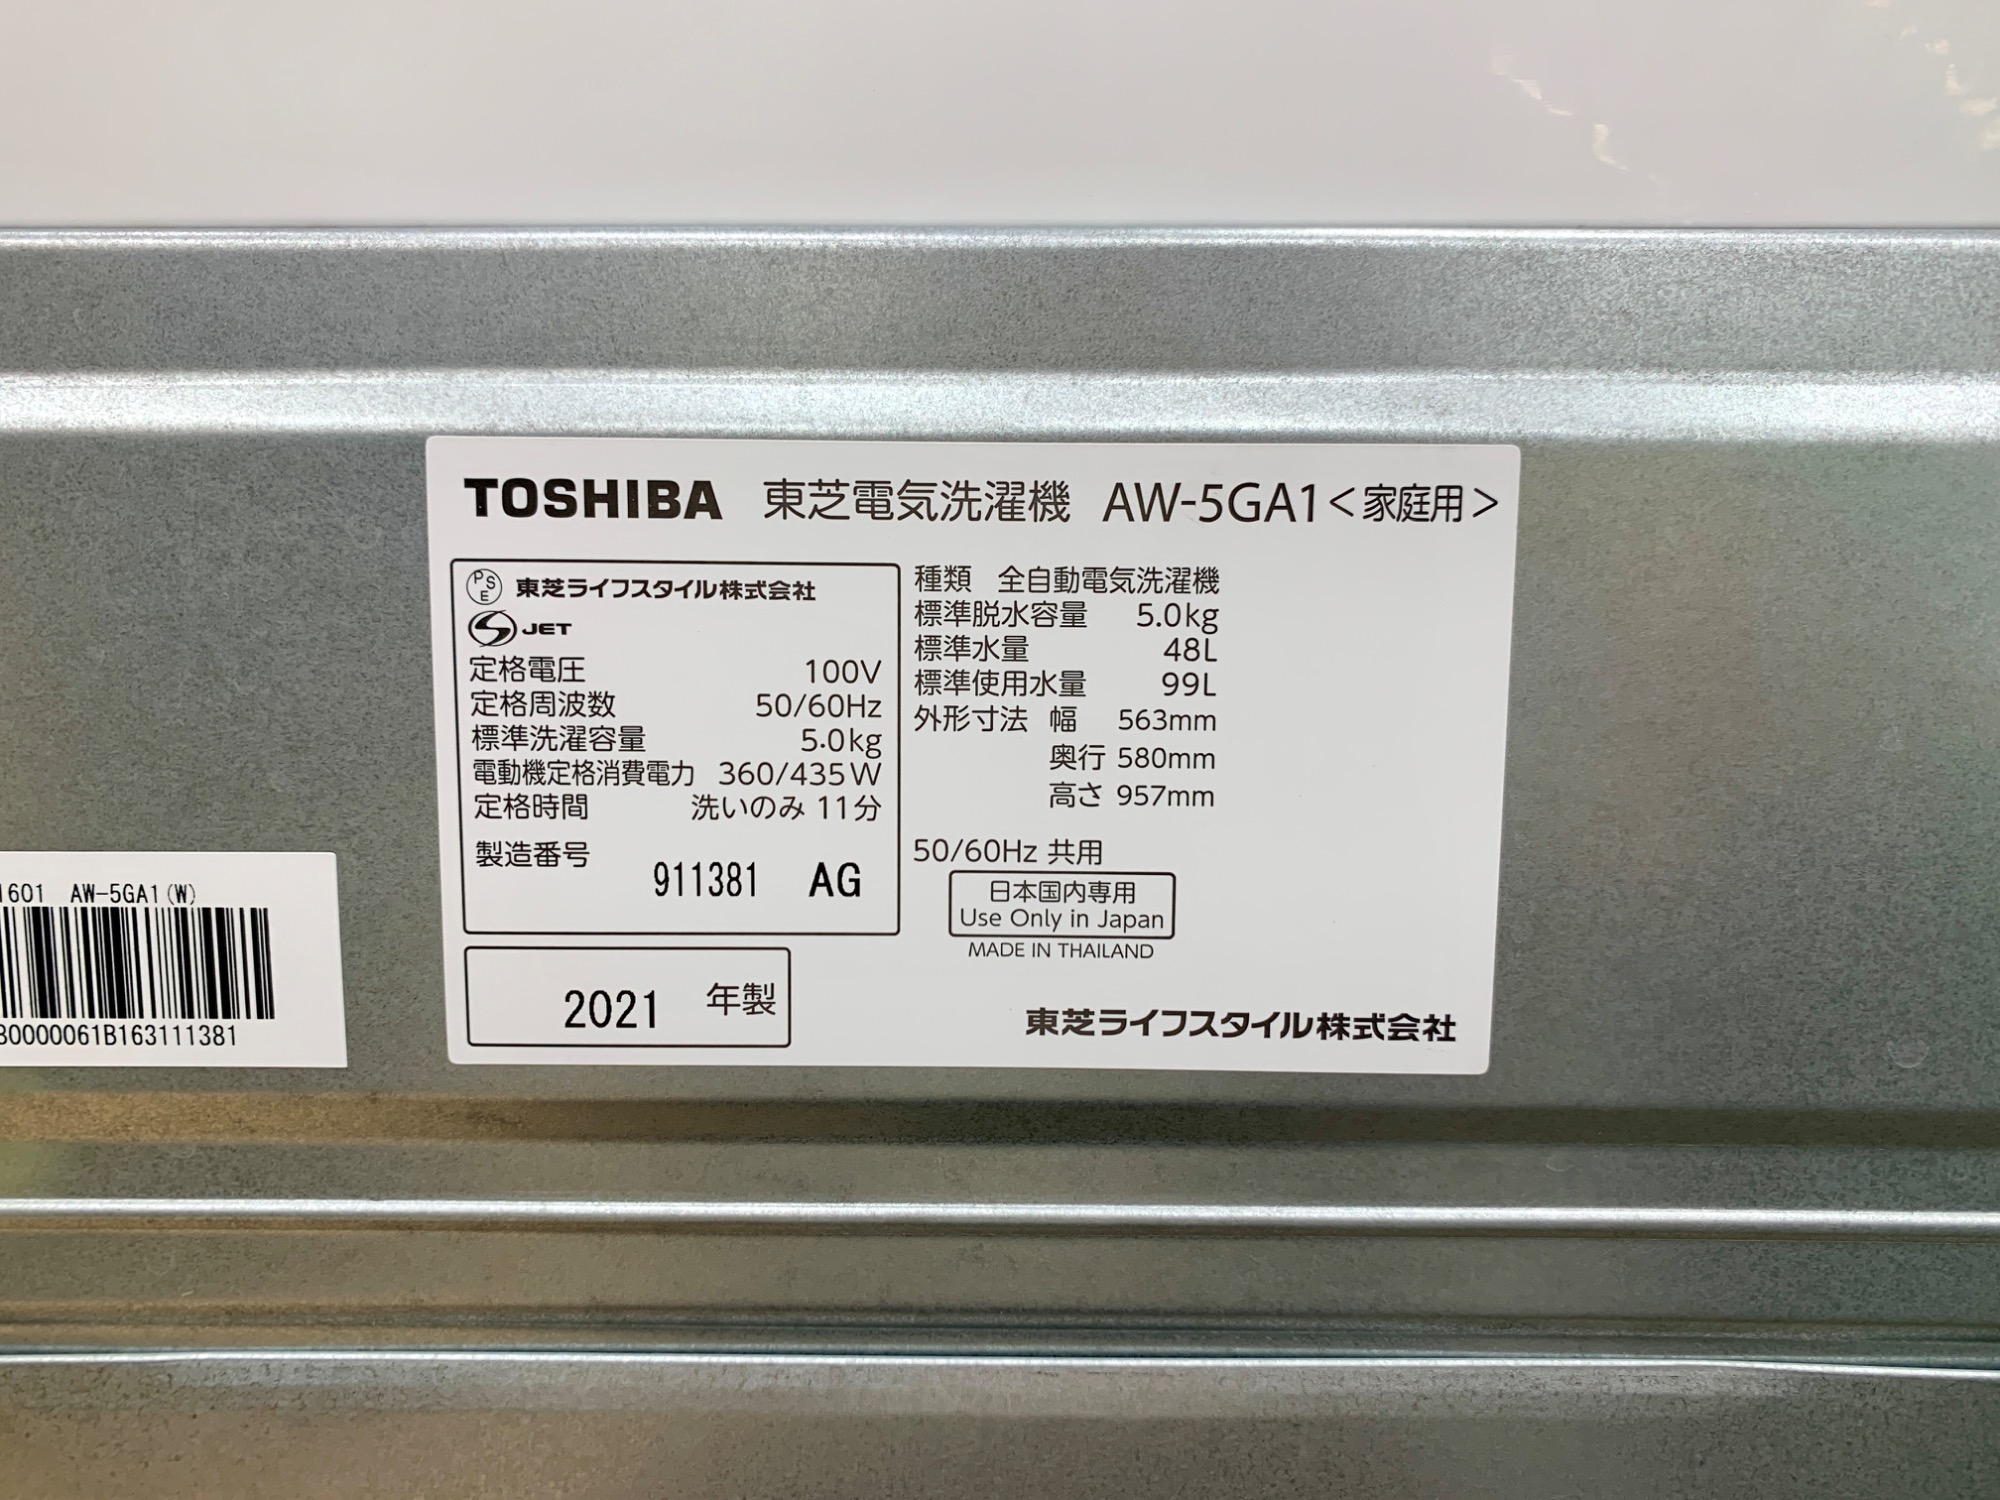 TOSHIBA 東芝電気洗濯機 AW-5GA1<家庭用>
PSE 東芝ライフスタイル株式会社
S JET
定格電圧 100V
定格周波数 50/60Hz
標準洗濯容量 5.0kg
電動機定格消費電力 360/435W
定格時間 洗いのみ 11分
製造番号 911381 AG
2021 年製
種類 全自動電気洗濯機
標準脱水容量 5.0kg
標準水量 48L
標準使用水量 99L
外形寸法 幅 563mm
奥行 580mm
高さ 957mm
50/60Hz 共用
日本国内専用
Use Only in Japan
MADE IN THAILAND
東芝ライフスタイル株式会社
1601 AW-5GA1(W)
80000061B163111381